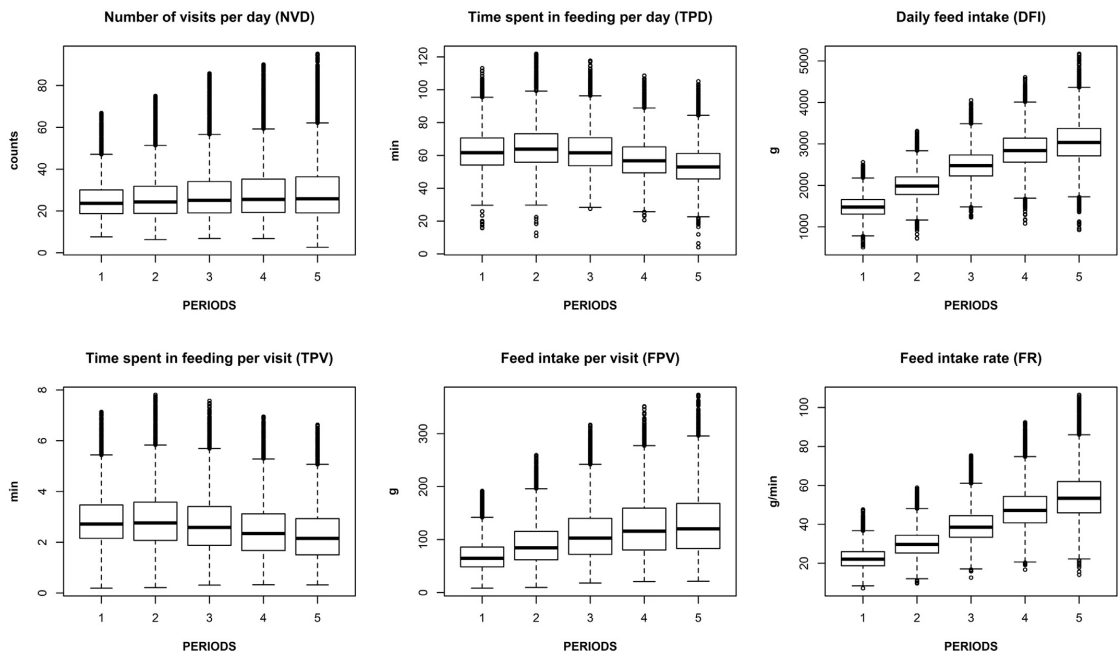 Number of visits per day (NVD)
counts
80
60
40
20
0
1 2 3 4 5
PERIODS
Time spent in feeding per day (TPD)
min
120
100
80
60
40
20
0
1 2 3 4 5
PERIODS
Daily feed intake (DFI)
g
5000
4000
3000
2000
1000
1 2 3 4 5
PERIODS
Time spent in feeding per visit (TPV)
min
8
6
4
2
0
1 2 3 4 5
PERIODS
Feed intake per visit (FPV)
g
300
200
100
0
1 2 3 4 5
PERIODS
Feed intake rate (FR)
g/min
100
80
60
40
20
1 2 3 4 5
PERIODS